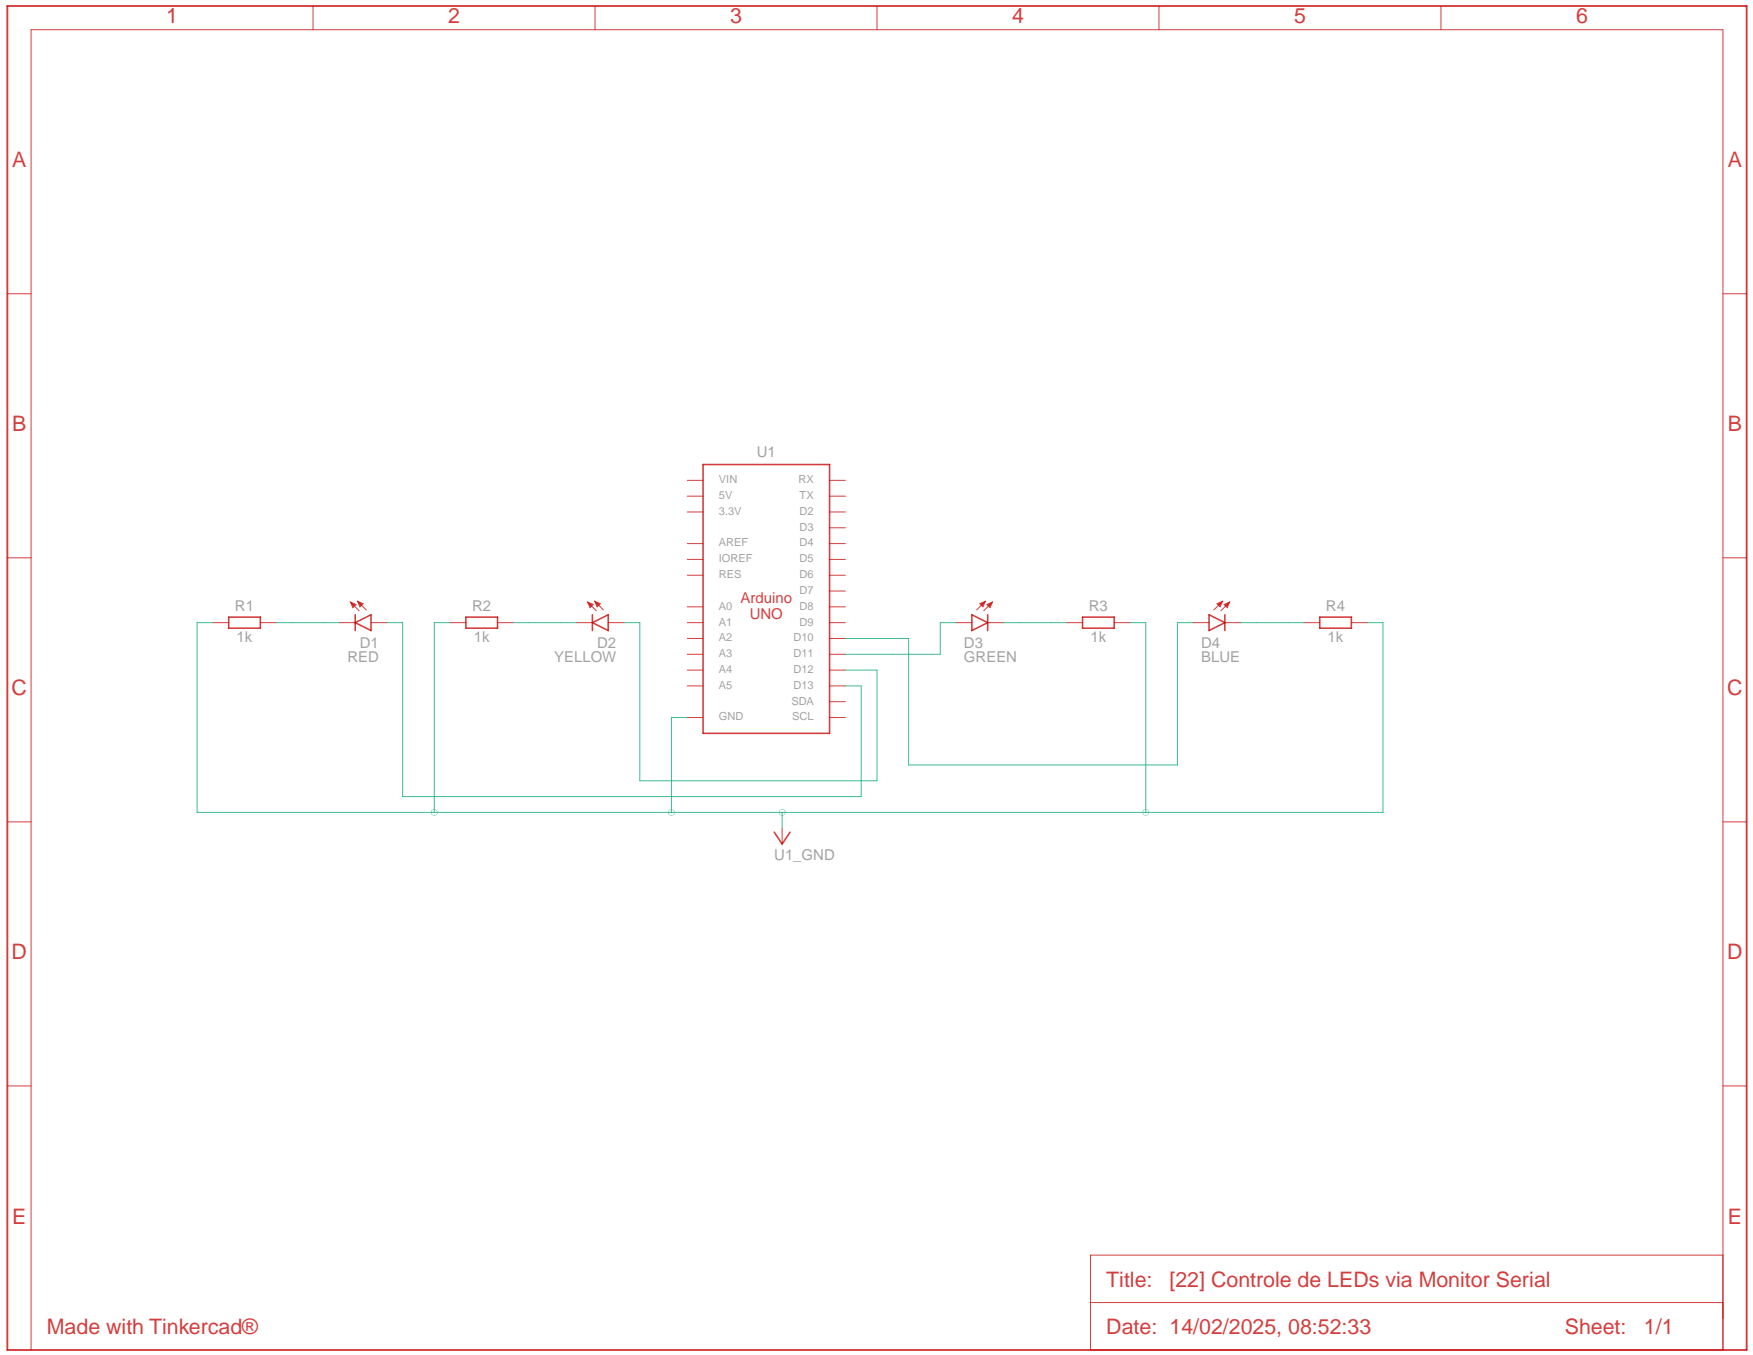 1 2 3 4 5 6
A A
B B
U1
VIN RX
5V TX
3.3V D2
D3
AREF D4
IOREF D5
RES D6
D7
Arduino
UNO
A0 D8
A1 D9
A2 D10
A3 D11
A4 D12
A5 D13
SDA
GND SCL
R1
1k
D1
RED
R2
1k
D2
YELLOW
D3
GREEN
R3
1k
D4
BLUE
R4
1k
C C
U1_GND
D D
E E
Title: [22] Controle de LEDs via Monitor Serial
Made with Tinkercad®
Date: 14/02/2025, 08:52:33 Sheet: 1/1